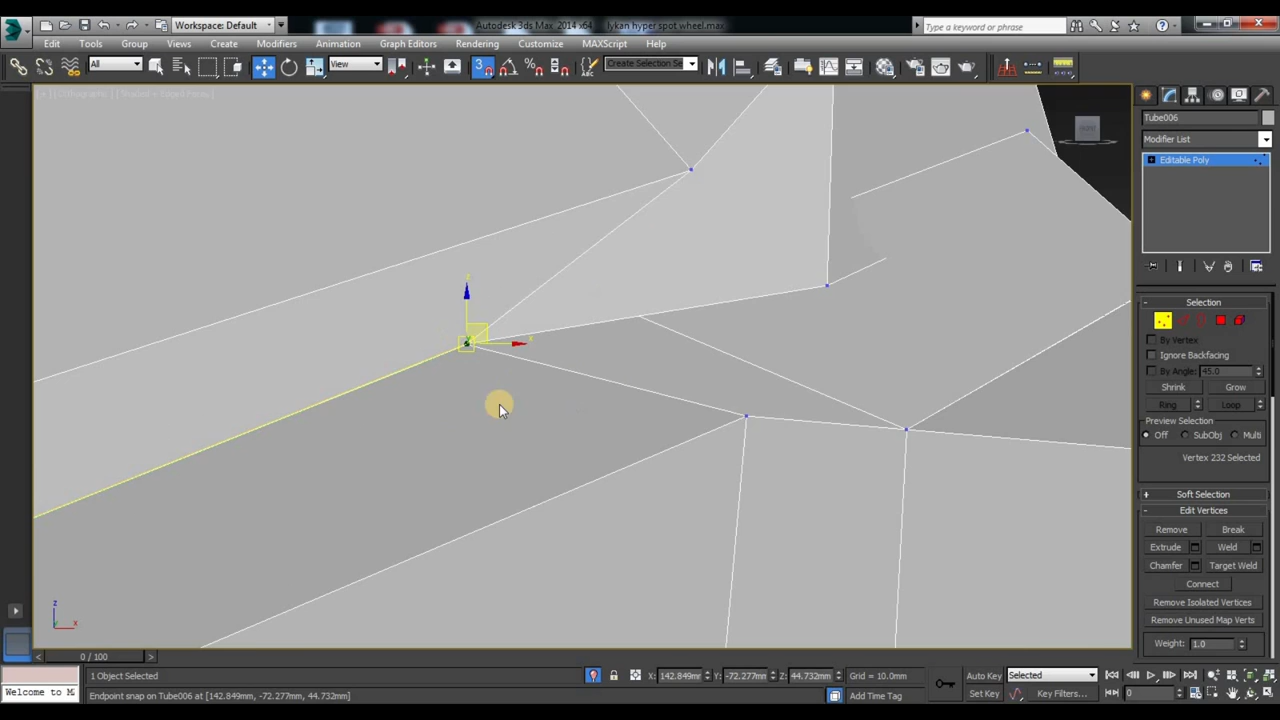 Workspace: Default
Autodesk 3ds Max 2014 x64
lykan hyper spot wheel.max
Type a keyword or phrase
Edit Tools Group Views Create Modifiers Animation Graph Editors Rendering Customize MAXScript Help
All
View
3
Create Selection Se
z
x
Tube006
Modifier List
Editable Poly
- Selection
By Vertex
Ignore Backfacing
By Angle: 45.0
Shrink Grow
Ring Loop
Preview Selection
Off SubObj Multi
Vertex 232 Selected
+ Soft Selection
- Edit Vertices
Remove Break
Extrude Weld
Chamfer Target Weld
Connect
Remove Isolated Vertices
Remove Unused Map Verts
Weight: 1.0
z
x
< 0 / 100 >
1 Object Selected
X: 142.849mm Y: -72.277mm Z: 44.732mm Grid = 10.0mm
Auto Key Selected
Welcome to M
Endpoint snap on Tube006 at [142.849mm, -72.277mm, 44.732mm]
Add Time Tag
Set Key Key Filters... 0